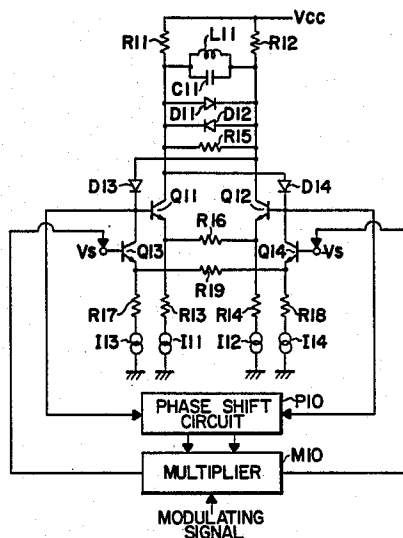 Vcc
R11
L11
R12
C11
D11
D12
R15
D13
Q11
Q12
D14
R16
Vs
Q13
Q14
Vs
R19
R17
R13
R14
R18
I13
I11
I12
I14
P10
PHASE SHIFT
CIRCUIT
M10
MULTIPLIER
MODULATING
SIGNAL